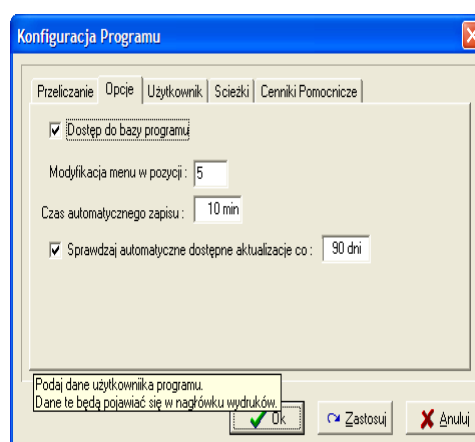 Konfiguracja Programu
Przeliczanie Opcje Użytkownik Scieżki Cenniki Pomocnicze
Dostęp do bazy programu
Modyfikacja menu w pozycji : 5
Czas automatycznego zapisu : 10 min
Sprawdzaj automatyczne dostępne aktualizacje co : 90 dni
Podaj dane użytkowniika programu.
Dane te będą pojawiać się w nagłówku wydruków.
Ok Zastosuj Anuluj